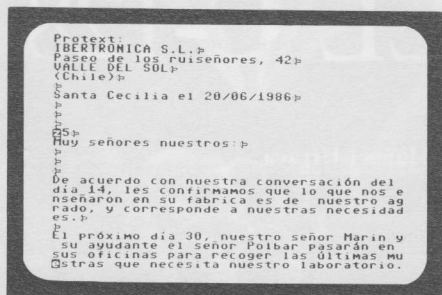 Protext:
IBERTRONICA S.L.
Paseo de los ruiseñores, 42
VALLE DEL SOL
(Chile)
Santa Cecilia el 20/06/1986
65
Muy señores nuestros:
De acuerdo con nuestra conversación del
día 14, les confirmamos que lo que nos e
nseñaron en su fabrica es de nuestro ag
rado, y corresponde a nuestras necesidad
es.
El próximo día 30, nuestro señor Marin y
su ayudante el señor Polbar pasarán en
sus oficinas para recoger las últimas mu
stras que necesita nuestro laboratorio.